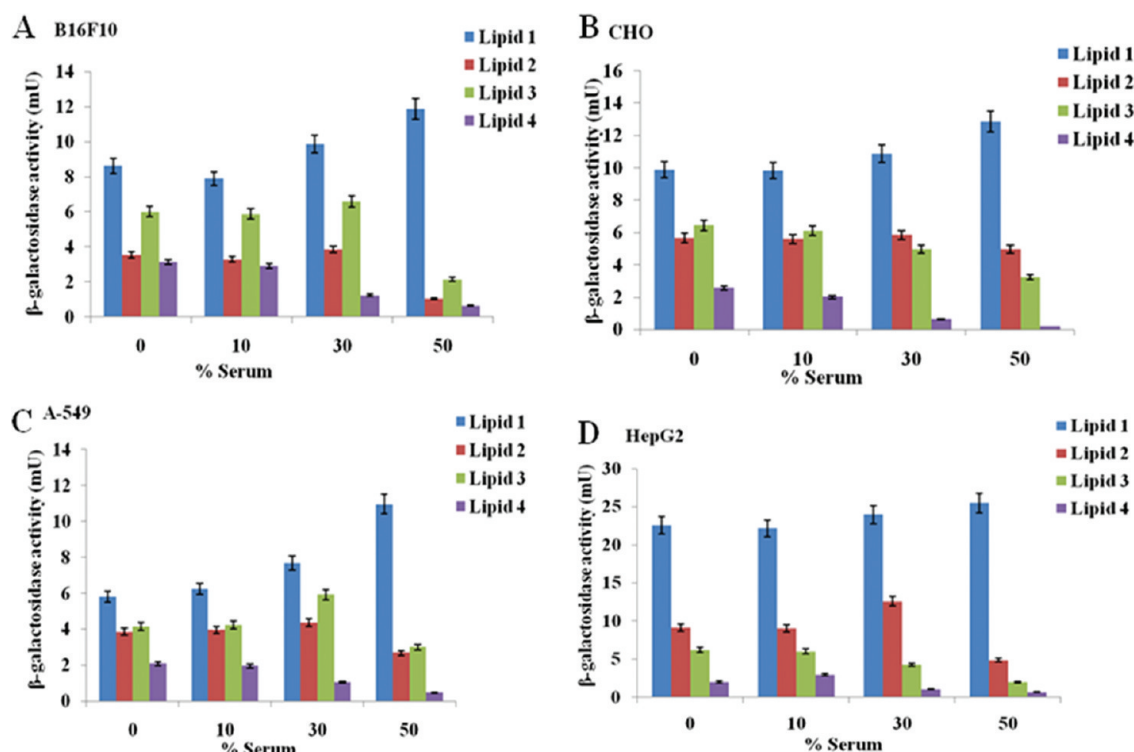 A B16F10
Lipid 1
Lipid 2
Lipid 3
Lipid 4
β-galactosidase activity (mU)
14
12
10
8
6
4
2
0
0 10 30 50
% Serum
B CHO
Lipid 1
Lipid 2
Lipid 3
Lipid 4
β-galactosidase activity (mU)
16
14
12
10
8
6
4
2
0
0 10 30 50
% Serum
C A-549
Lipid 1
Lipid 2
Lipid 3
Lipid 4
β-galactosidase activity (mU)
14
12
10
8
6
4
2
0
0 10 30 50
% Serum
D HepG2
Lipid 1
Lipid 2
Lipid 3
Lipid 4
β-galactosidase activity (mU)
30
25
20
15
10
5
0
0 10 30 50
% Serum